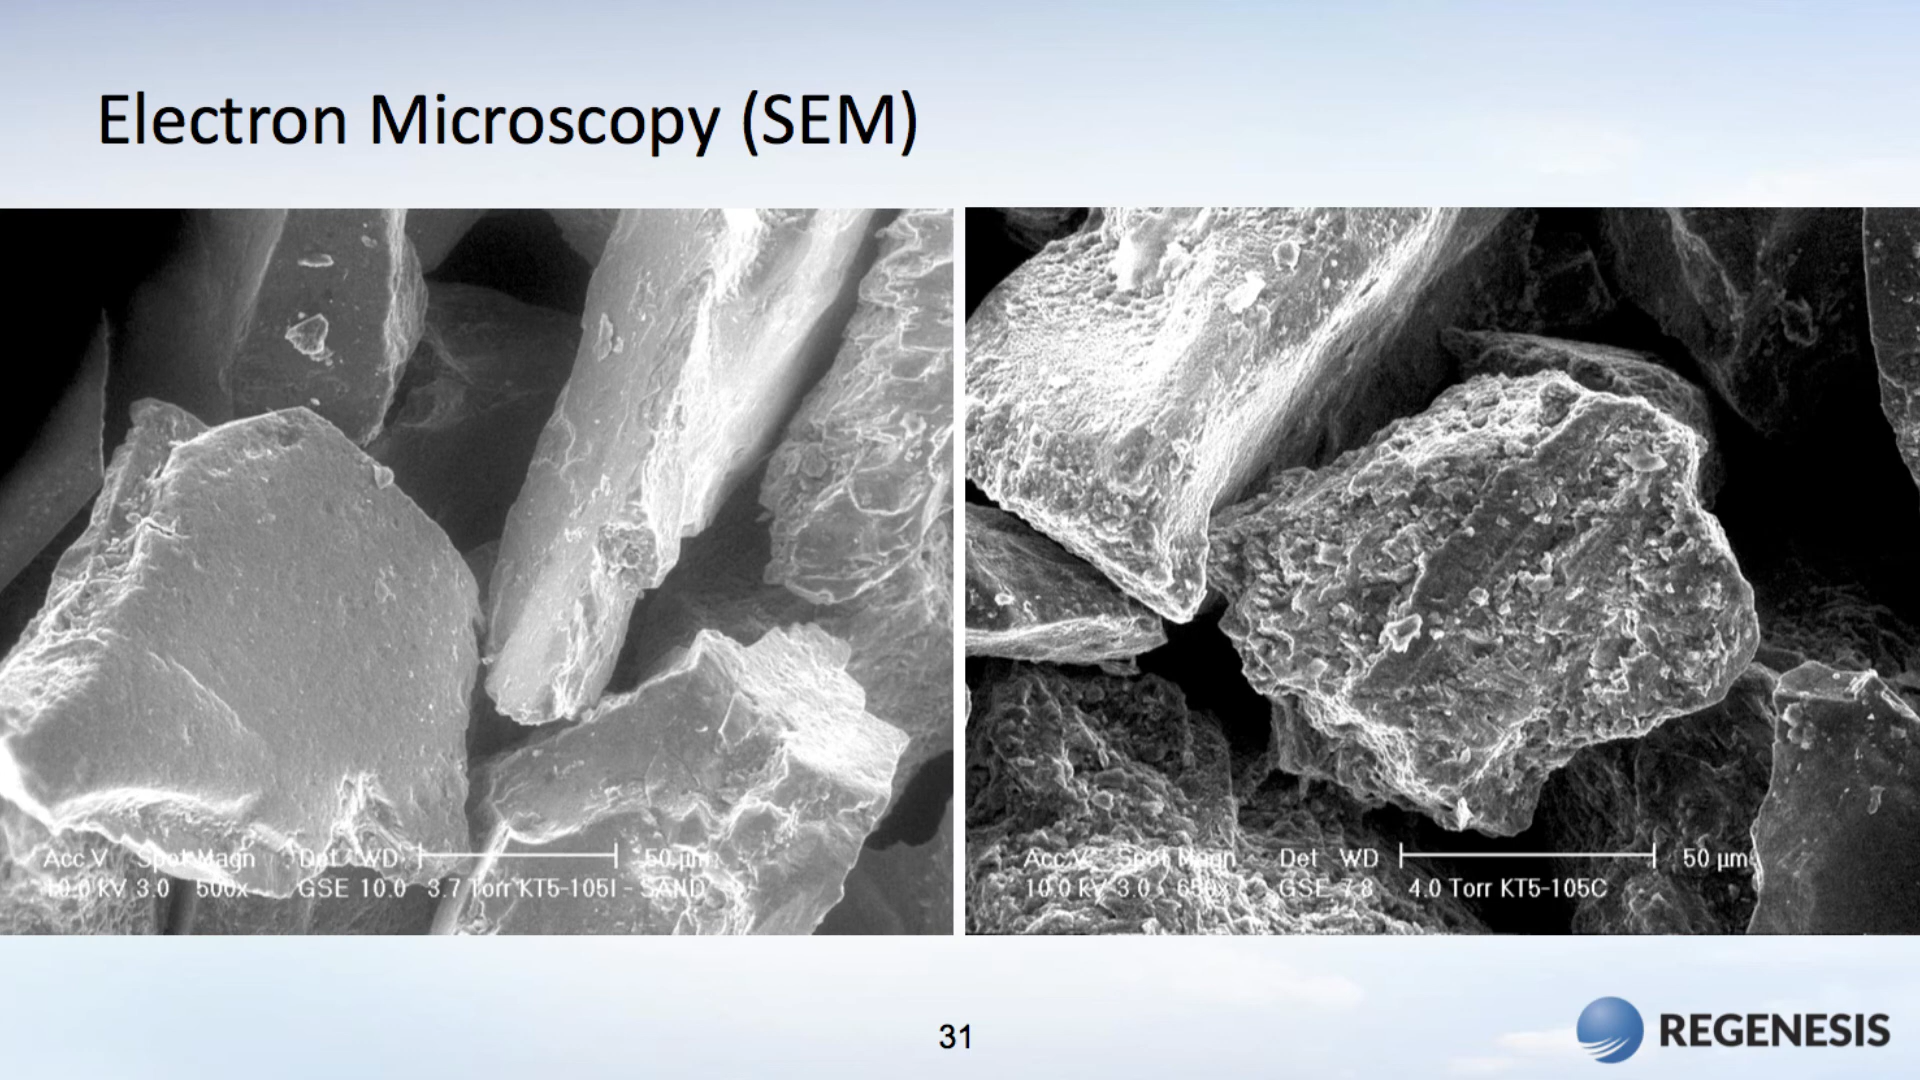 Electron Microscopy (SEM)
Acc.V Spot Magn Det WD 50 µm
10.0 kV 3.0 500x GSE 10.0 3.7 Torr KT5-105I - SAND
Acc.V Spot Magn Det WD 50 µm
10.0 kV 3.0 650x GSE 7.8 4.0 Torr KT5-105C
31
REGENESIS